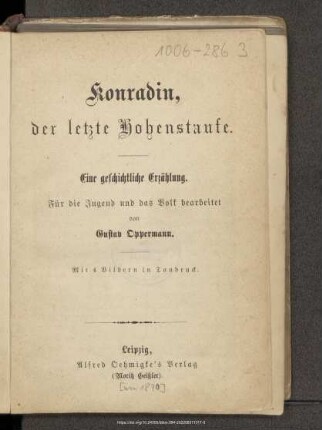 1006-286 3
Konradin,
der letzte Hohenstaufe.
Eine geschichtliche Erzählung.
Für die Jugend und das Volk bearbeitet
von
Gustav Oppermann.
Mit 4 Bildern in Tondruck.
Leipzig,
Alfred Oehmigke's Verlag
(Moritz Geißler).